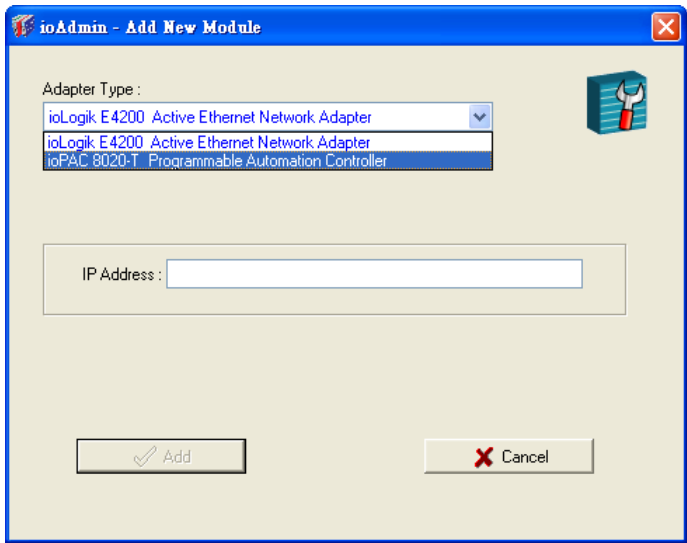 ioAdmin - Add New Module
Adapter Type :
ioLogik E4200 Active Ethernet Network Adapter
ioLogik E4200 Active Ethernet Network Adapter
ioPAC 8020-T Programmable Automation Controller
IP Address :
Add
Cancel